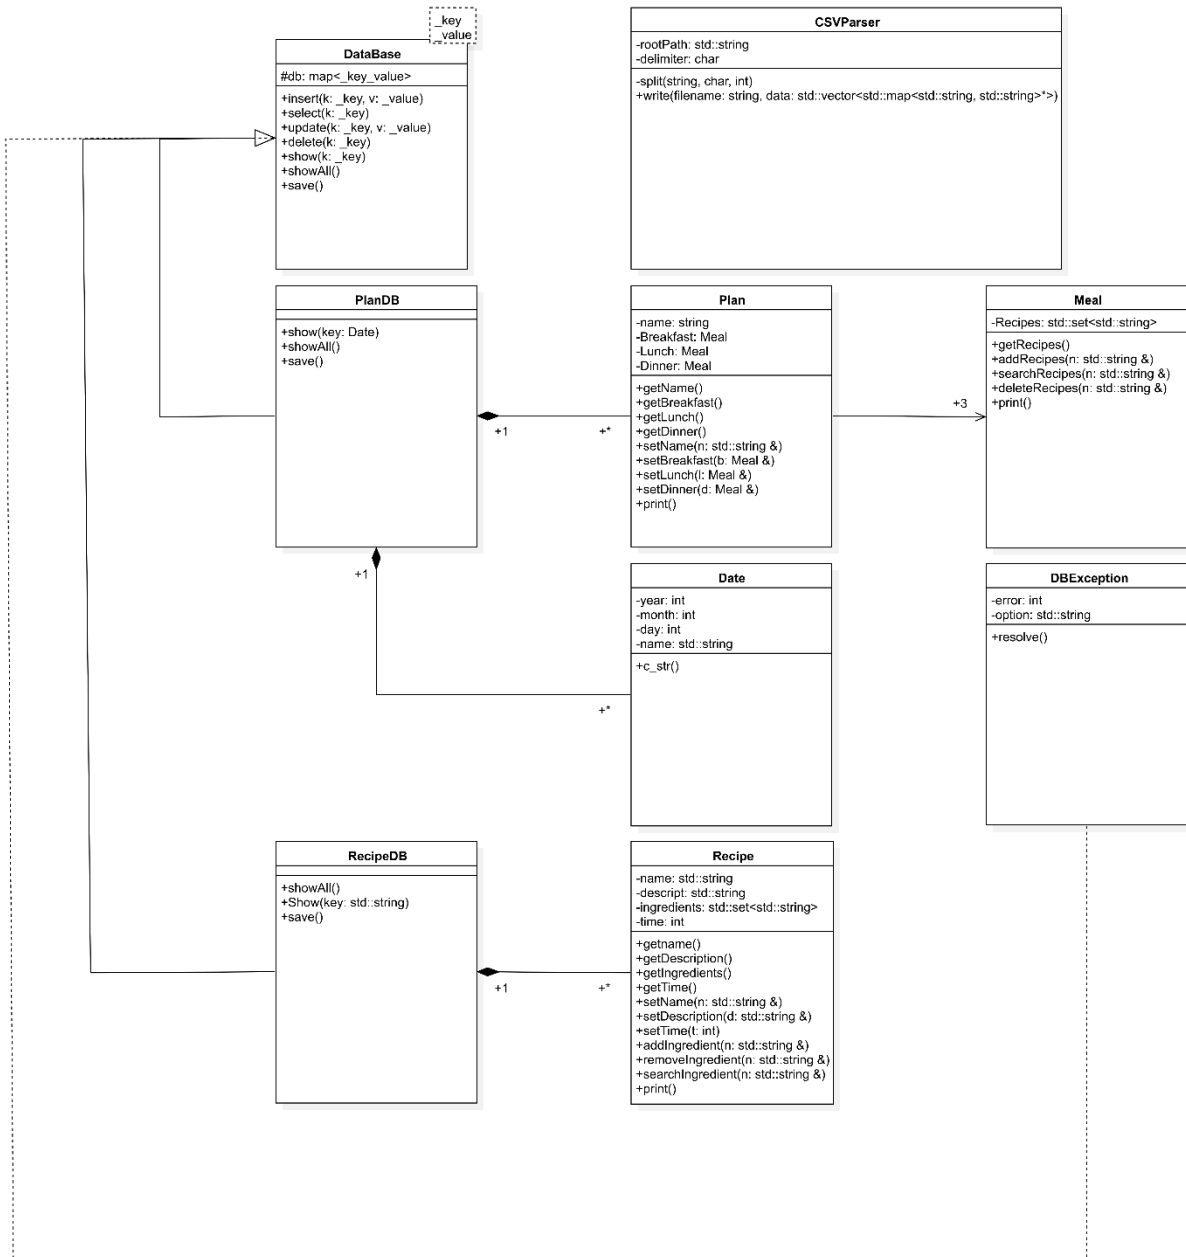 _key
_value
DataBase
#db: map<_key_value>
+insert(k: _key, v: _value)
+select(k: _key)
+update(k: _key, v: _value)
+delete(k: _key)
+show(k: _key)
+showAll()
+save()
CSVParser
-rootPath: std::string
-delimiter: char
-split(string, char, int)
+write(filename: string, data: std::vector<std::map<std::string, std::string>*>)
PlanDB
+show(key: Date)
+showAll()
+save()
+1
+*
Plan
-name: string
-Breakfast: Meal
-Lunch: Meal
-Dinner: Meal
+getName()
+getBreakfast()
+getLunch()
+getDinner()
+setName(n: std::string &)
+setBreakfast(b: Meal &)
+setLunch(l: Meal &)
+setDinner(d: Meal &)
+print()
+3
Meal
-Recipes: std::set<std::string>
+getRecipes()
+addRecipes(n: std::string &)
+searchRecipes(n: std::string &)
+deleteRecipes(n: std::string &)
+print()
+1
+*
Date
-year: int
-month: int
-day: int
-name: std::string
+c_str()
DBException
-error: int
-option: std::string
+resolve()
RecipeDB
+showAll()
+Show(key: std::string)
+save()
+1
+*
Recipe
-name: std::string
-descript: std::string
-ingredients: std::set<std::string>
-time: int
+getname()
+getDescription()
+getIngredients()
+getTime()
+setName(n: std::string &)
+setDescription(d: std::string &)
+setTime(t: int)
+addIngredient(n: std::string &)
+removeIngredient(n: std::string &)
+searchIngredient(n: std::string &)
+print()